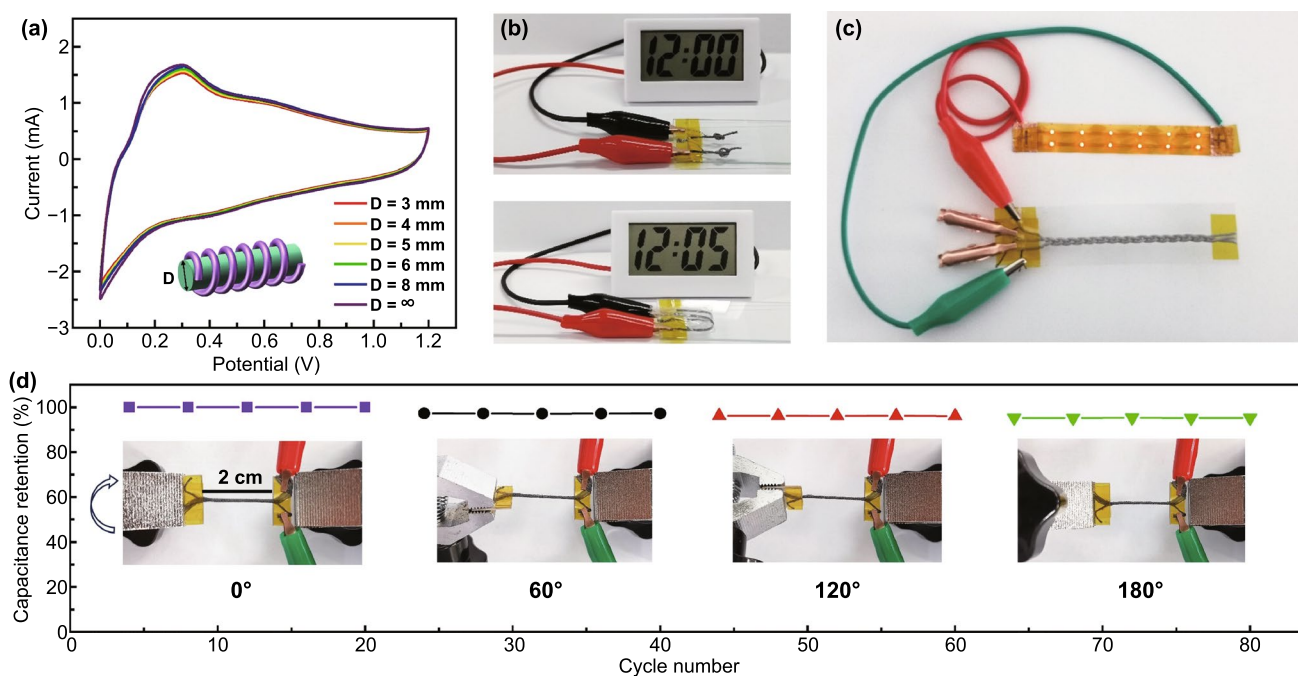 (a)
2
1
0
−1
−2
−3
Current (mA)
0.0 0.2 0.4 0.6 0.8 1.0 1.2
Potential (V)
D = 3 mm
D = 4 mm
D = 5 mm
D = 6 mm
D = 8 mm
D = ∞
D
(b)
12:00
12:05
(c)
(d)
100
80
60
40
20
0
Capacitance retention (%)
2 cm
0° 60° 120° 180°
0 10 20 30 40 50 60 70 80
Cycle number